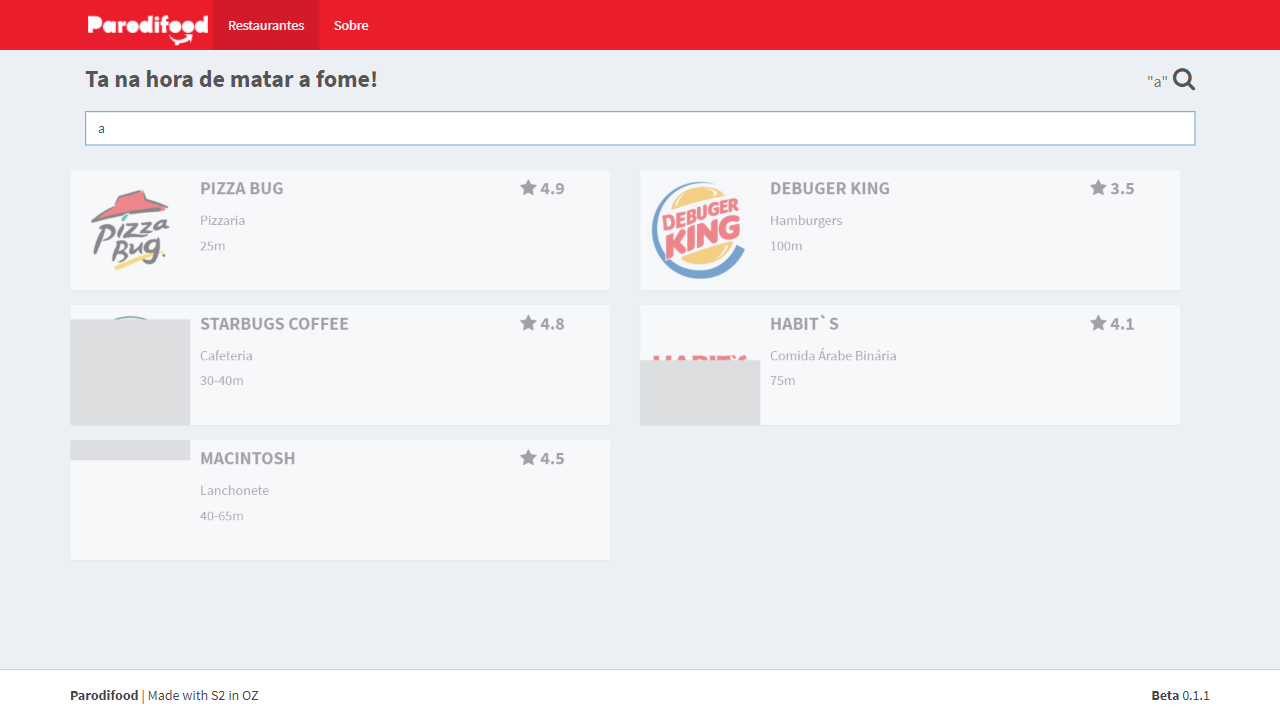 Parodifood Restaurantes Sobre
Ta na hora de matar a fome!
"a"
a
Pizza Bug.
PIZZA BUG
4.9
Pizzaria
25m
DEBUGER KING
DEBUGER KING
3.5
Hamburgers
100m
STARBUGS COFFEE
4.8
Cafeteria
30-40m
HABIT`S
HABIT`S
4.1
Comida Árabe Binária
75m
MACINTOSH
4.5
Lanchonete
40-65m
Parodifood | Made with S2 in OZ
Beta 0.1.1